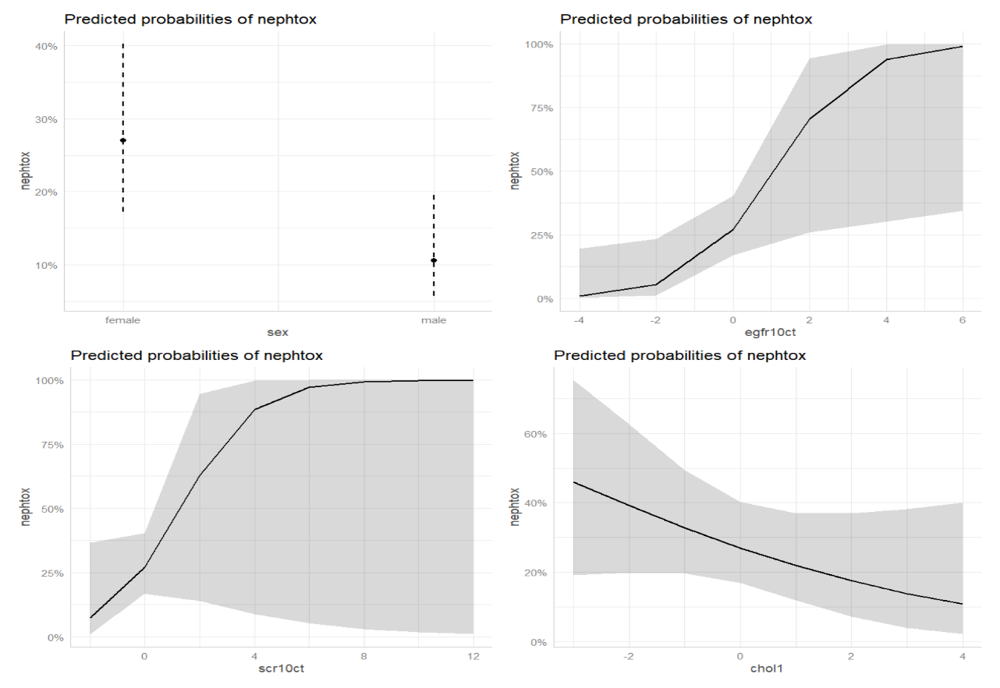 Predicted probabilities of nephtox
40%
30%
20%
10%
nephtox
female
male
sex
Predicted probabilities of nephtox
100%
75%
50%
25%
0%
nephtox
-4
-2
0
2
4
6
egfr10ct
Predicted probabilities of nephtox
100%
75%
50%
25%
0%
nephtox
0
4
8
12
scr10ct
Predicted probabilities of nephtox
60%
40%
20%
0%
nephtox
-2
0
2
4
chol1